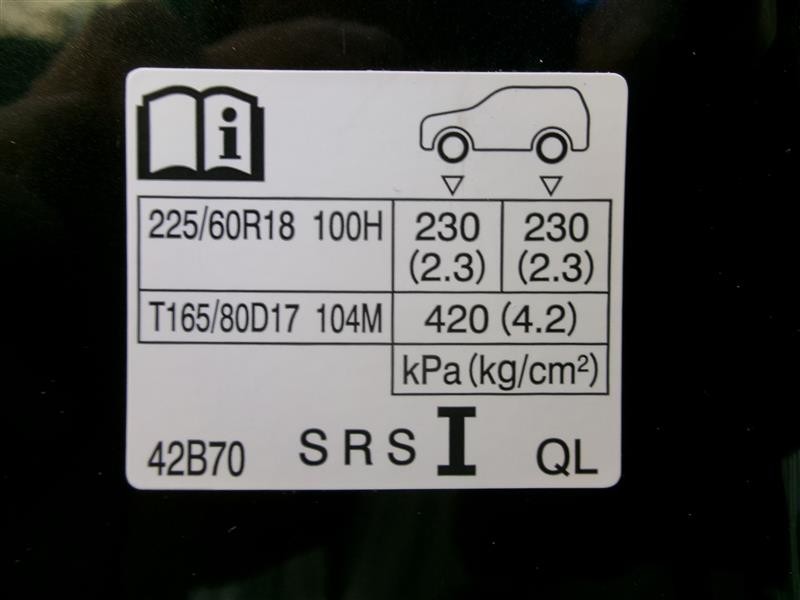 i
225/60R18 100H 230 (2.3) 230 (2.3)
T165/80D17 104M 420 (4.2)
kPa (kg/cm²)
42B70 SRS I QL